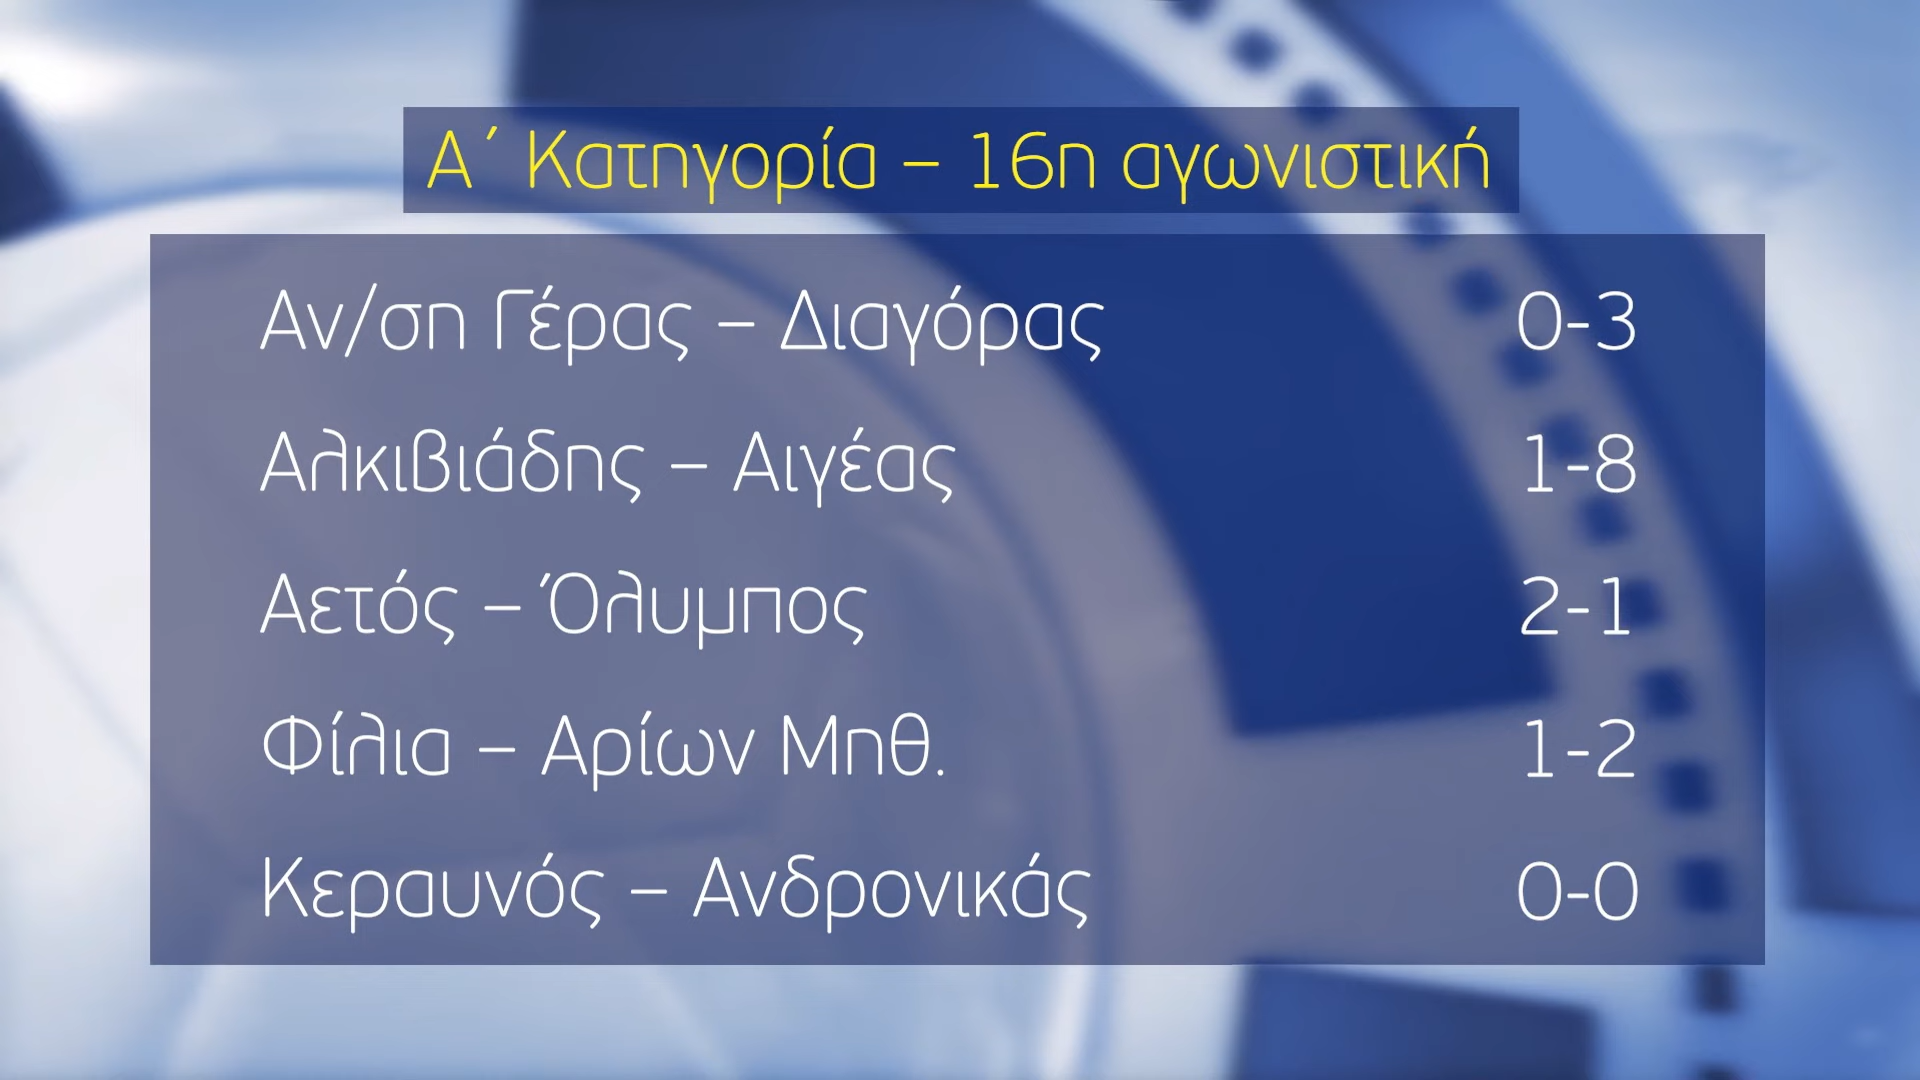 Α΄ Κατηγορία – 16η αγωνιστική
Αν/ση Γέρας – Διαγόρας 0-3
Αλκιβιάδης – Αιγέας 1-8
Αετός – Όλυμπος 2-1
Φίλια – Αρίων Μηθ. 1-2
Κεραυνός – Ανδρονικάς 0-0